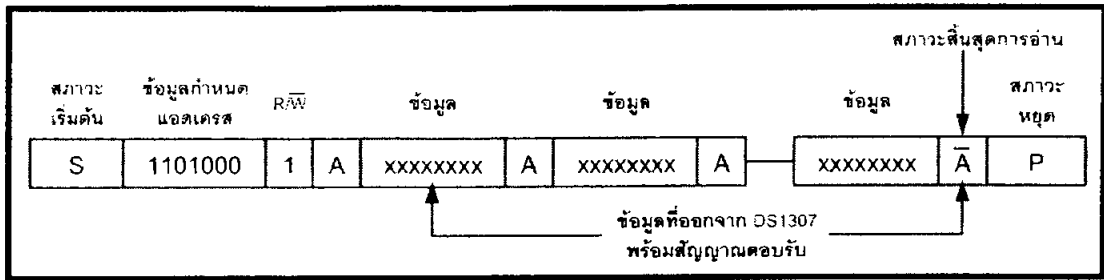 สภาวะสิ้นสุดการอ่าน
สภาวะ ข้อมูลกำหนด R/W̅ ข้อมูล ข้อมูล ข้อมูล สภาวะ
เริ่มต้น แอดเดรส หยุด
S 1101000 1 A xxxxxxxx A xxxxxxxx A xxxxxxxx A̅ P
ข้อมูลที่ออกจาก DS1307
พร้อมสัญญาณตอบรับ